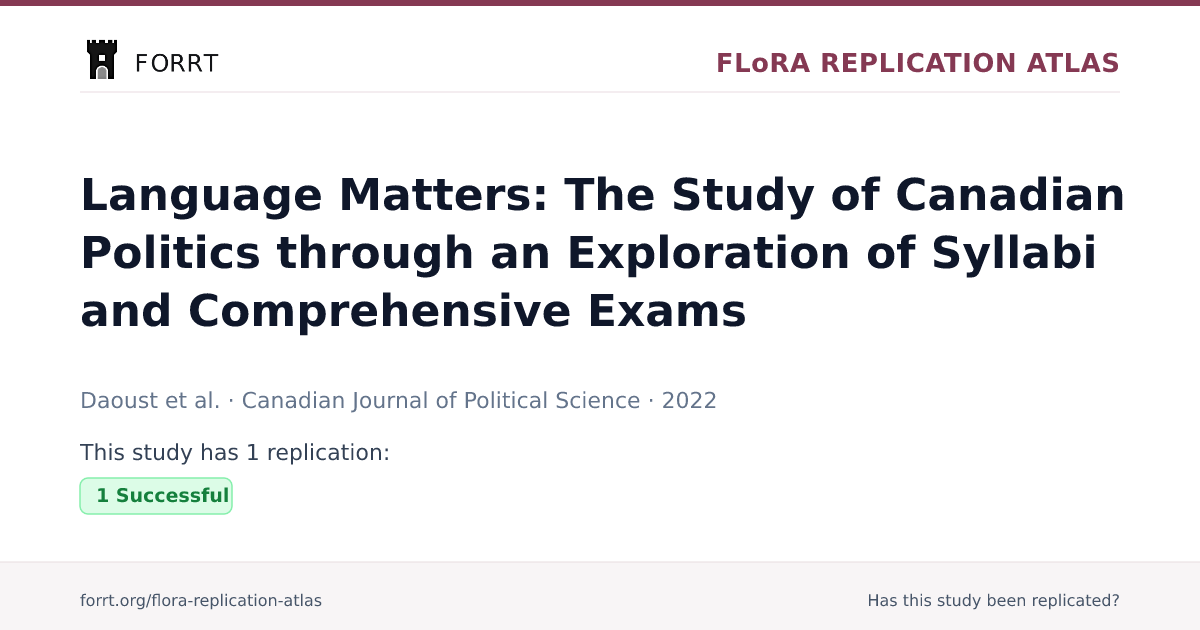 FORRT
FLoRA REPLICATION ATLAS
Language Matters: The Study of Canadian
Politics through an Exploration of Syllabi
and Comprehensive Exams
Daoust et al. · Canadian Journal of Political Science · 2022
This study has 1 replication:
1 Successful
forrt.org/flora-replication-atlas
Has this study been replicated?